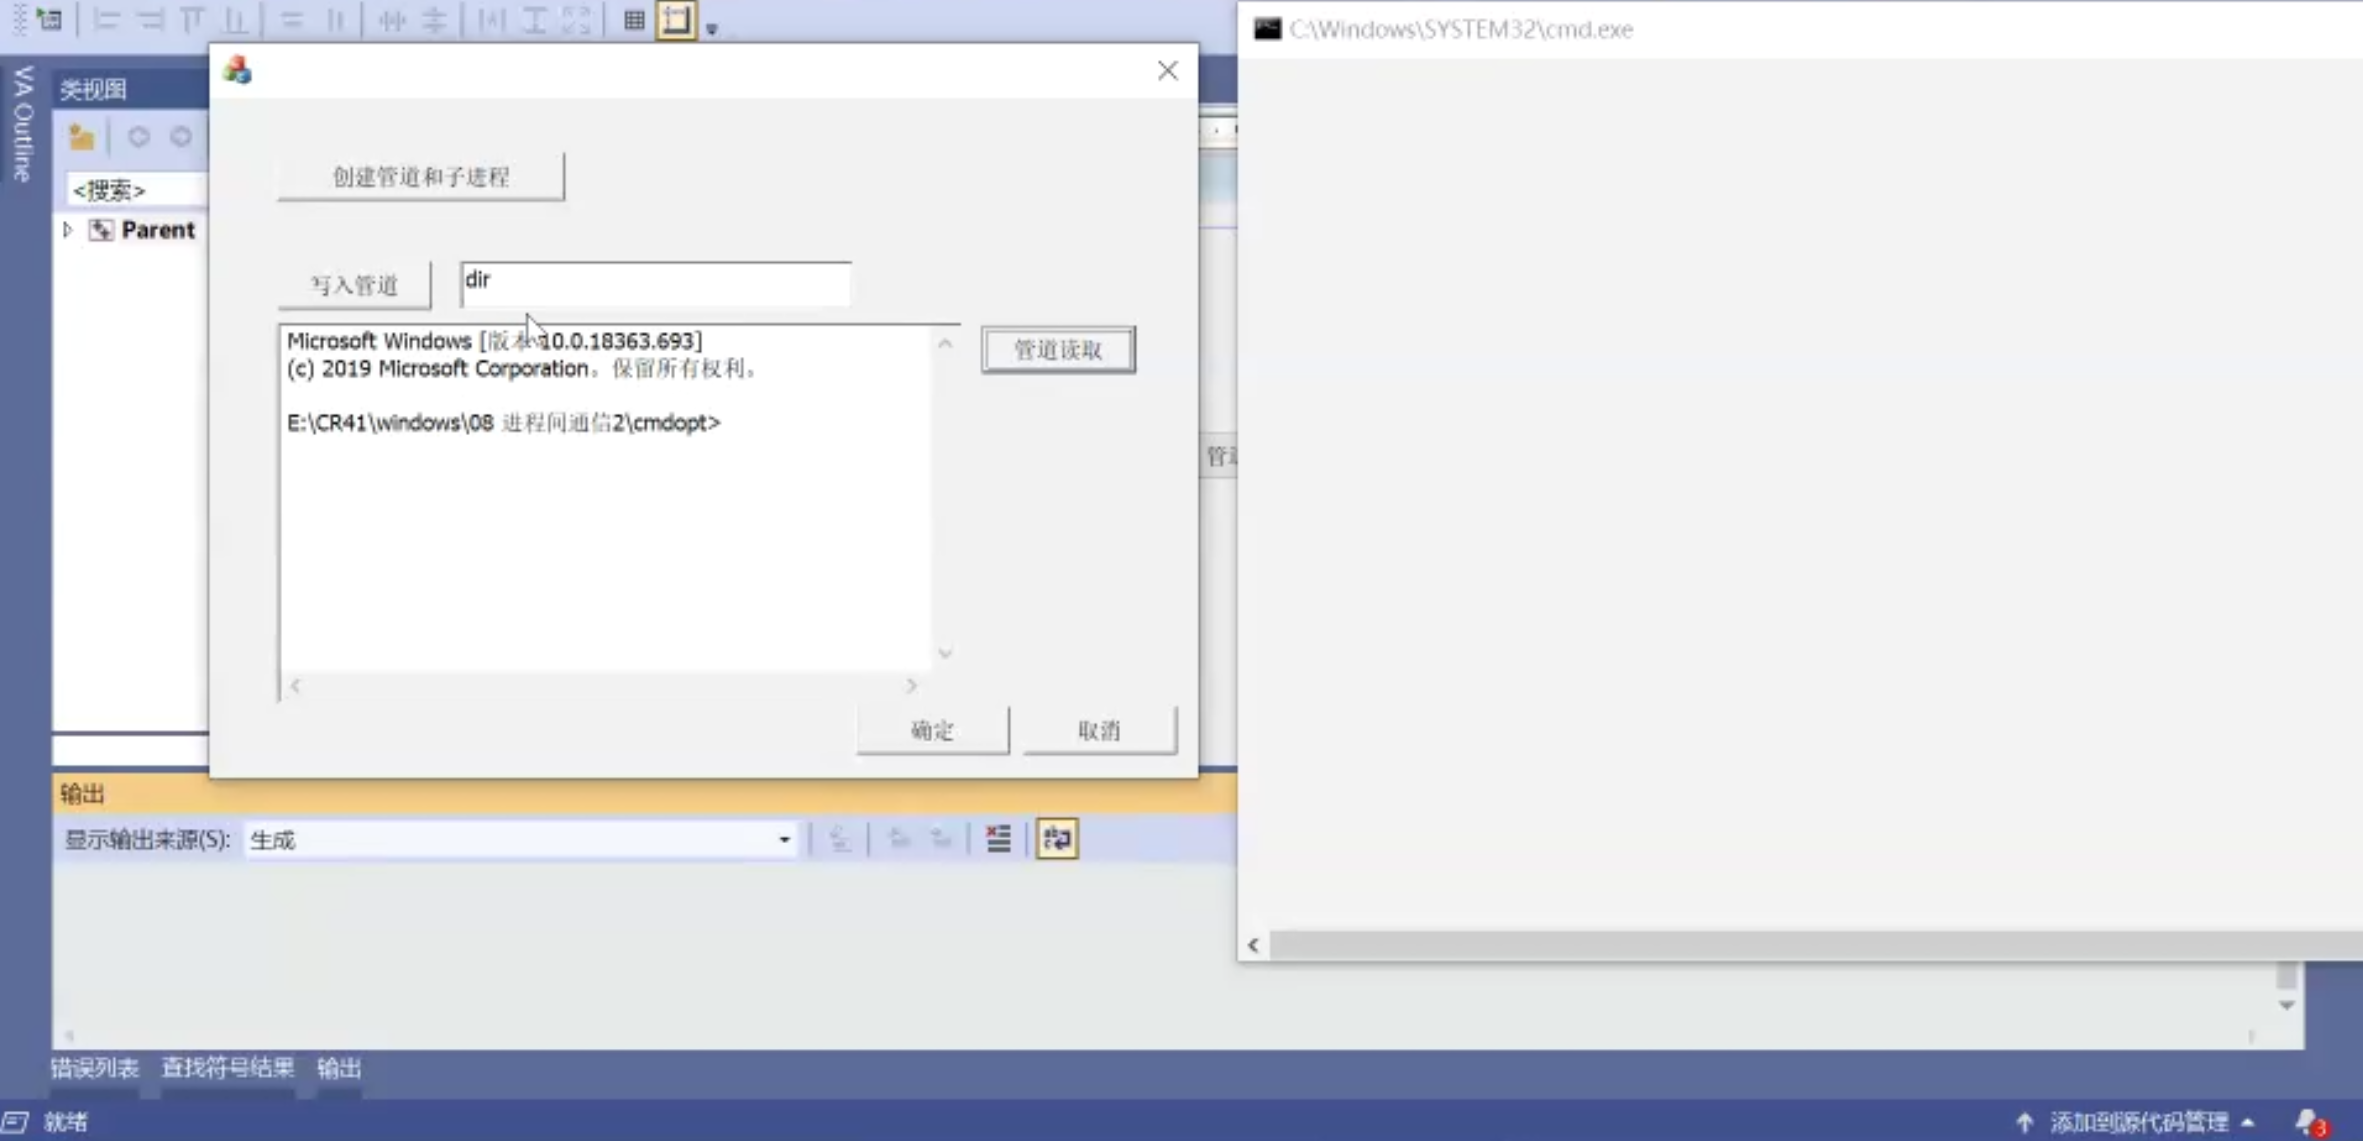 C:\Windows\SYSTEM32\cmd.exe
VA Outline
类视图
<搜索>
Parent
创建管道和子进程
写入管道
dir
Microsoft Windows [版本 10.0.18363.693]
(c) 2019 Microsoft Corporation。保留所有权利。
E:\CR41\windows\08 进程间通信2\cmdopt>
管道读取
确定
取消
输出
显示输出来源(S): 生成
错误列表 查找符号结果 输出
就绪
添加到源代码管理
3